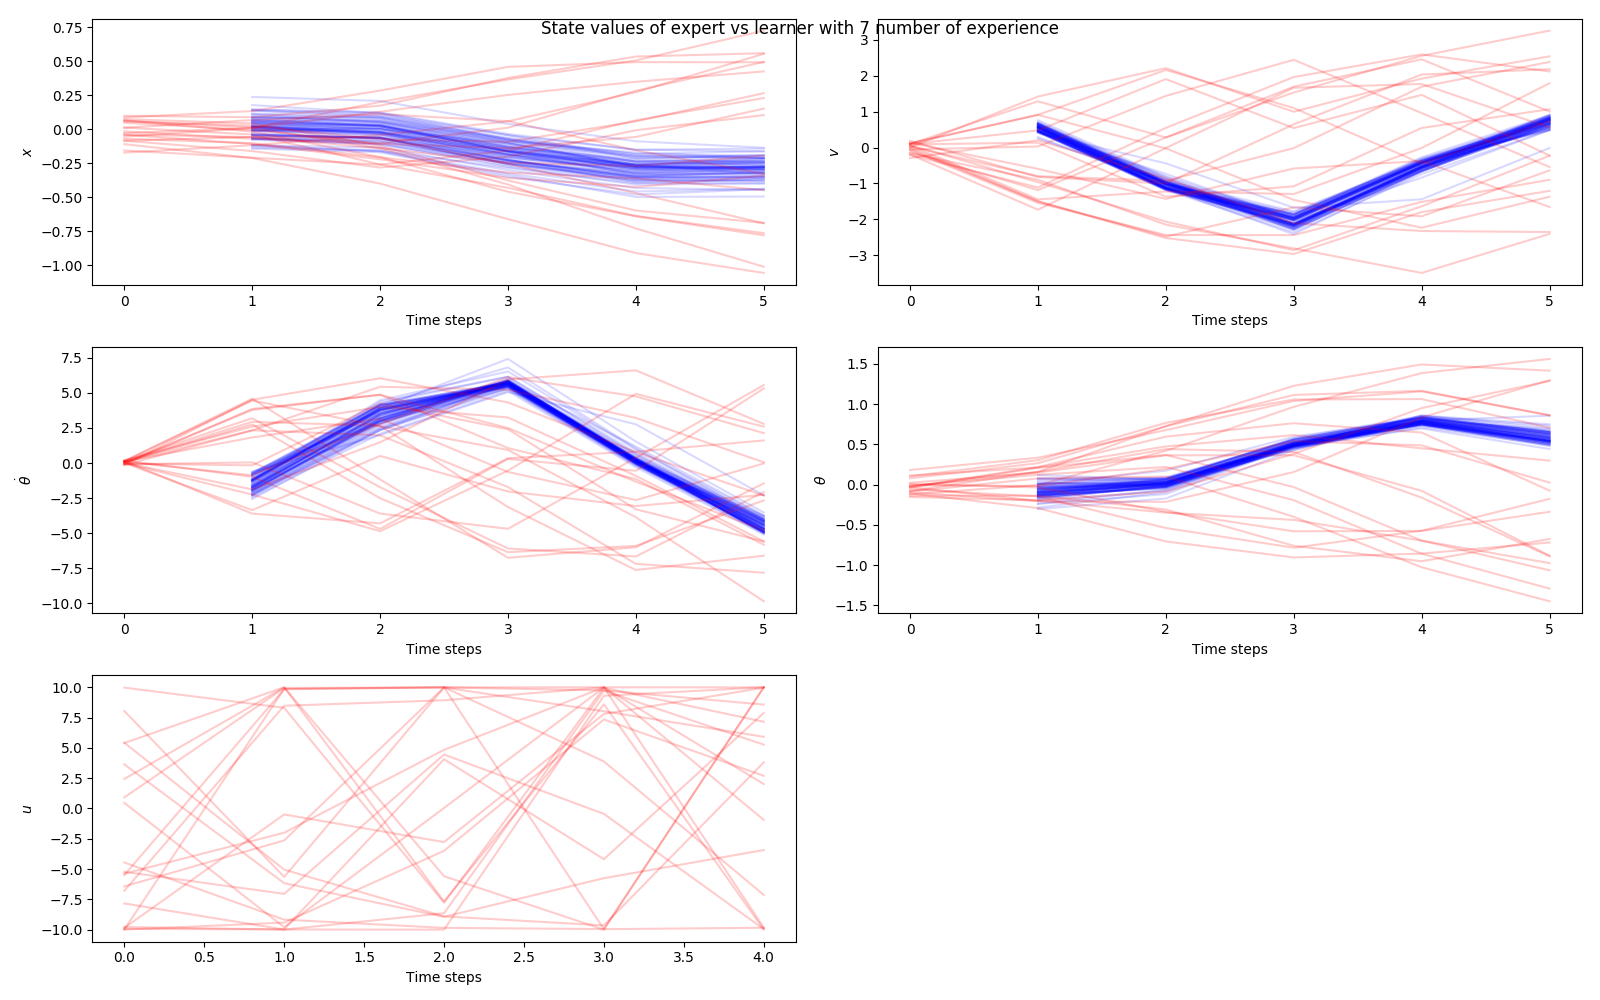 State values of expert vs learner with 7 number of experience
0.75
0.50
0.25
0.00
−0.25
−0.50
−0.75
−1.00
x
0 1 2 3 4 5
Time steps
3
2
1
0
−1
−2
−3
v
0 1 2 3 4 5
Time steps
7.5
5.0
2.5
0.0
−2.5
−5.0
−7.5
−10.0
θ̇
0 1 2 3 4 5
Time steps
1.5
1.0
0.5
0.0
−0.5
−1.0
−1.5
θ
0 1 2 3 4 5
Time steps
10.0
7.5
5.0
2.5
0.0
−2.5
−5.0
−7.5
−10.0
u
0.0 0.5 1.0 1.5 2.0 2.5 3.0 3.5 4.0
Time steps